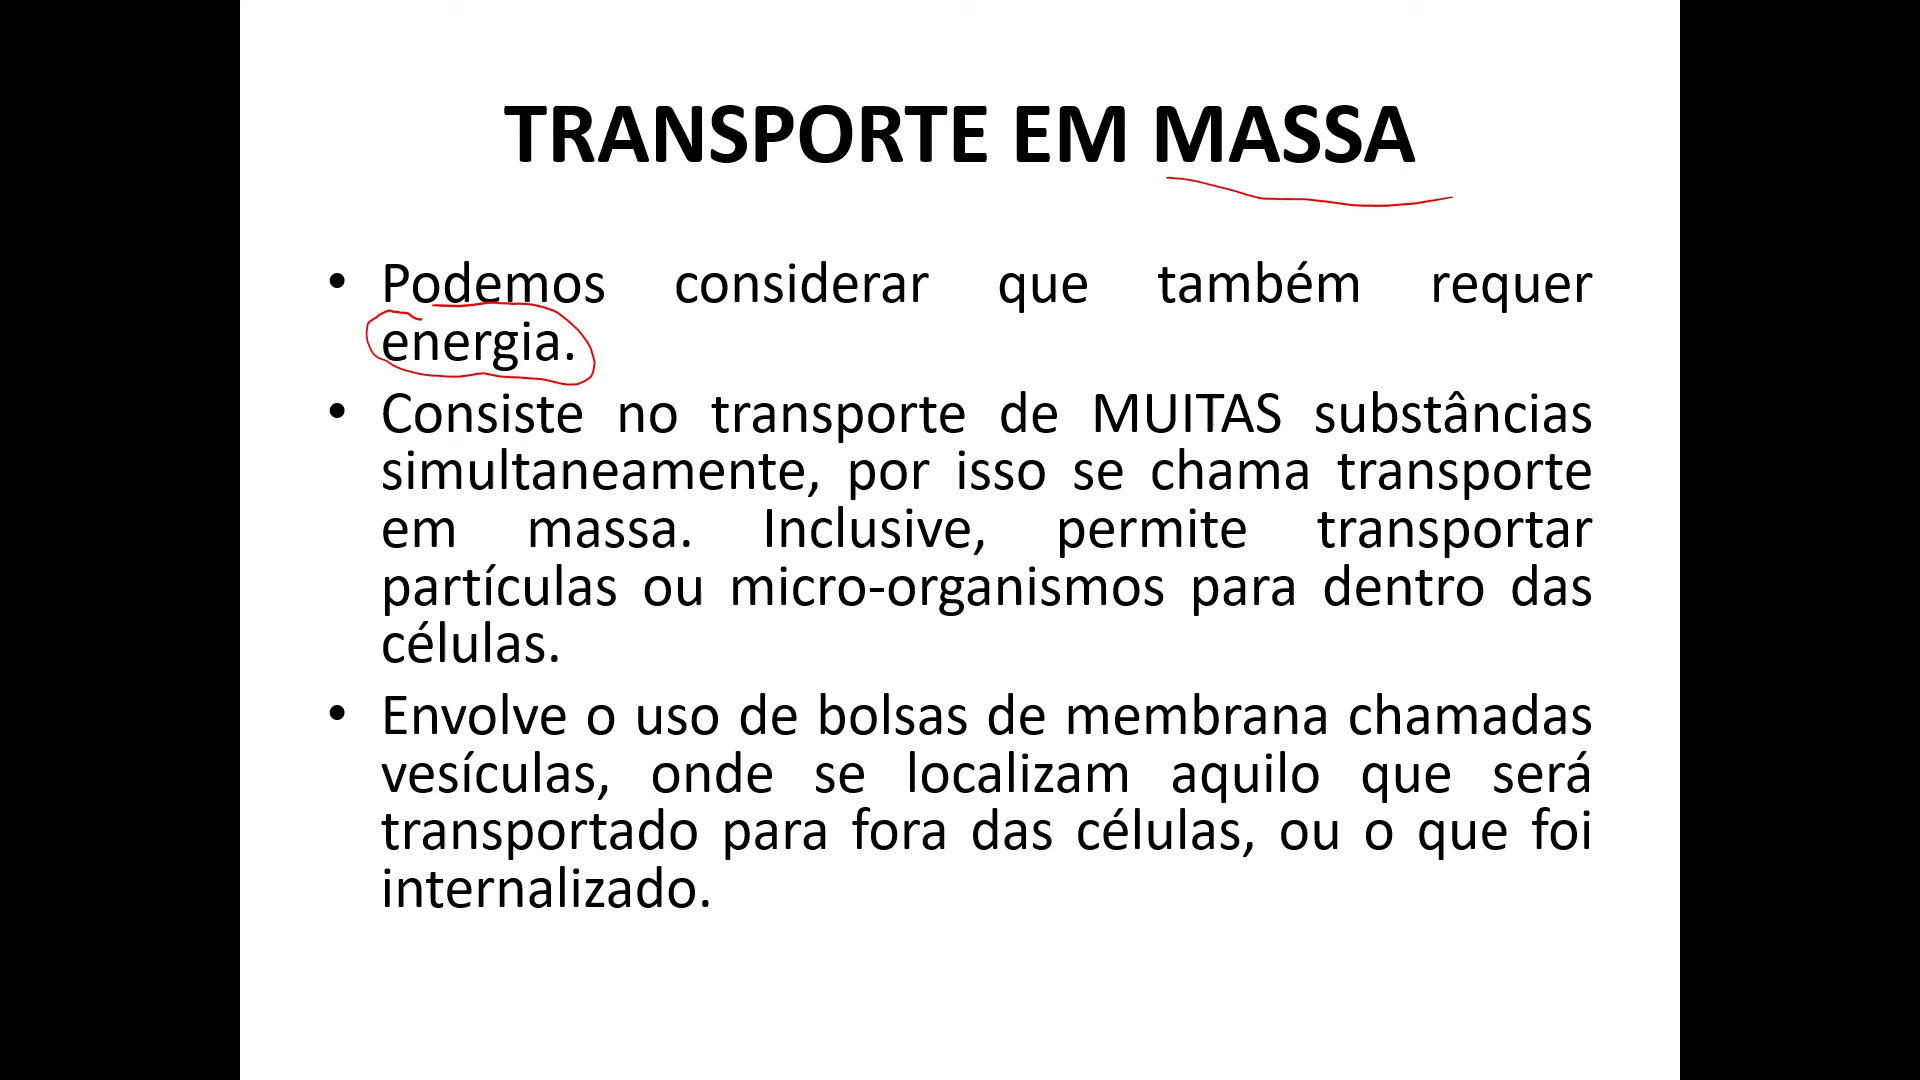 TRANSPORTE EM MASSA
• Podemos considerar que também requer
energia.
• Consiste no transporte de MUITAS substâncias
simultaneamente, por isso se chama transporte
em massa. Inclusive, permite transportar
partículas ou micro-organismos para dentro das
células.
• Envolve o uso de bolsas de membrana chamadas
vesículas, onde se localizam aquilo que será
transportado para fora das células, ou o que foi
internalizado.